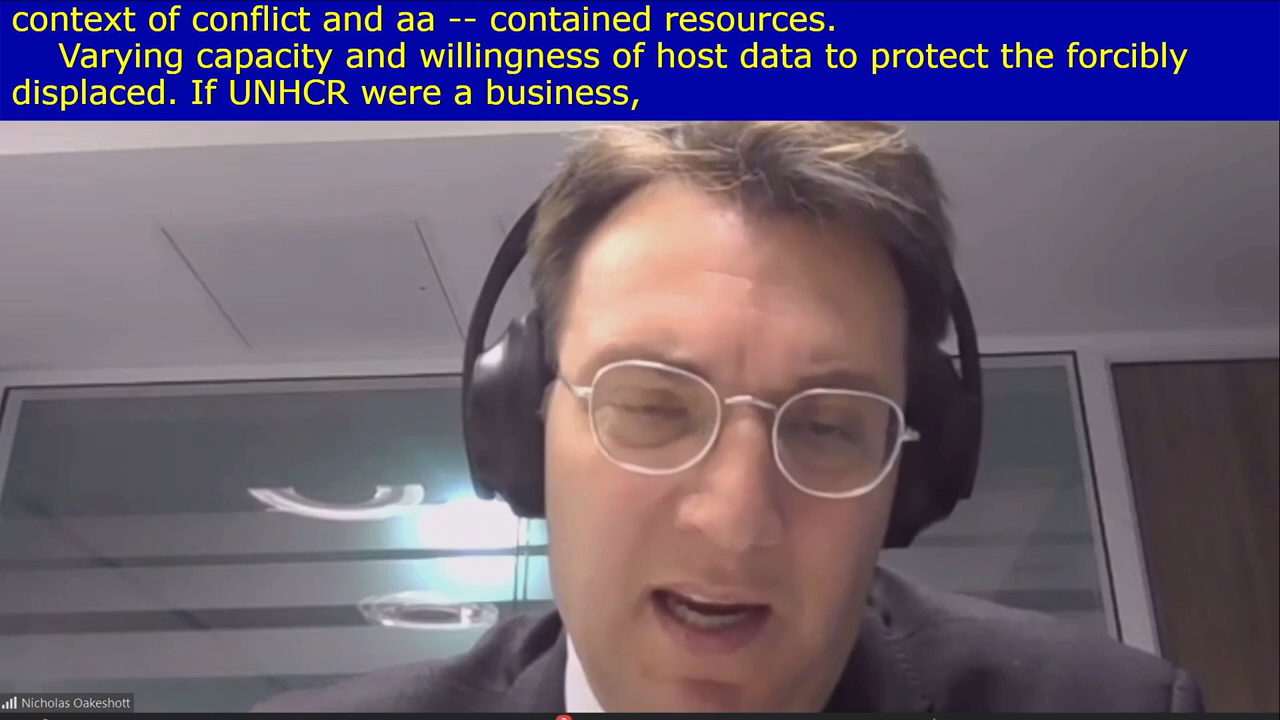 context of conflict and aa -- contained resources.
Varying capacity and willingness of host data to protect the forcibly
displaced. If UNHCR were a business,
Nicholas Oakeshott